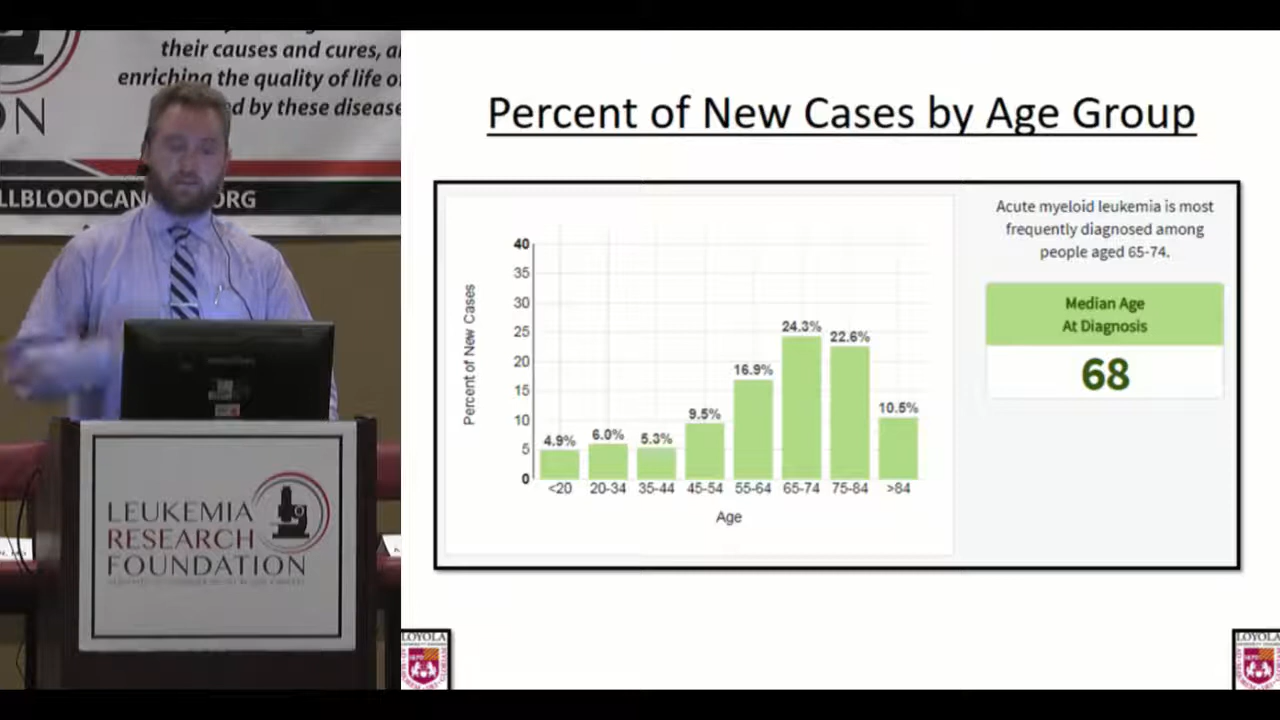 their causes and cures, a
enriching the quality of life o
d by these disease
ON
LLBLOODCAN
ORG
LEUKEMIA
RESEARCH
FOUNDATION
Percent of New Cases by Age Group
Percent of New Cases
40
35
30
25
20
15
10
5
0
4.9%
6.0%
5.3%
9.5%
16.9%
24.3%
22.6%
10.5%
<20
20-34
35-44
45-54
55-64
65-74
75-84
>84
Age
Acute myeloid leukemia is most
frequently diagnosed among
people aged 65-74.
Median Age
At Diagnosis
68
LOYOLA
LOYOLA